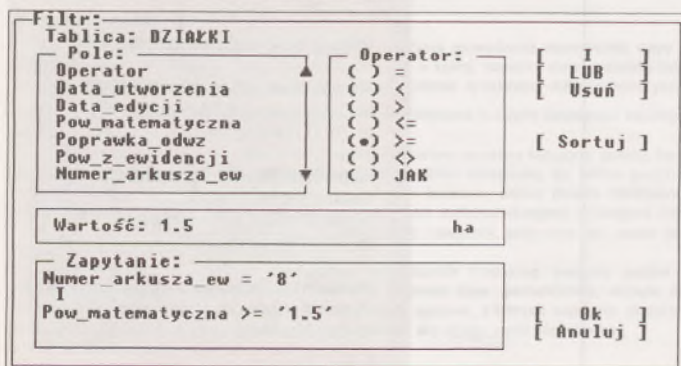 Filtr:
Tablica: DZIAŁKI
Pole:
Operator
Data_utworzenia
Data_edycji
Pow_matematyczna
Poprawka_odwz
Pow_z_ewidencji
Numer_arkusza_ew
Operator:
( ) =
( ) <
( ) >
( ) <=
(•) >=
( ) <>
( ) JAK
[ I ]
[ LUB ]
[ Usuń ]
[ Sortuj ]
Wartość: 1.5 ha
Zapytanie:
Numer_arkusza_ew = '8'
I
Pow_matematyczna >= '1.5'
[ Ok ]
[ Anuluj ]